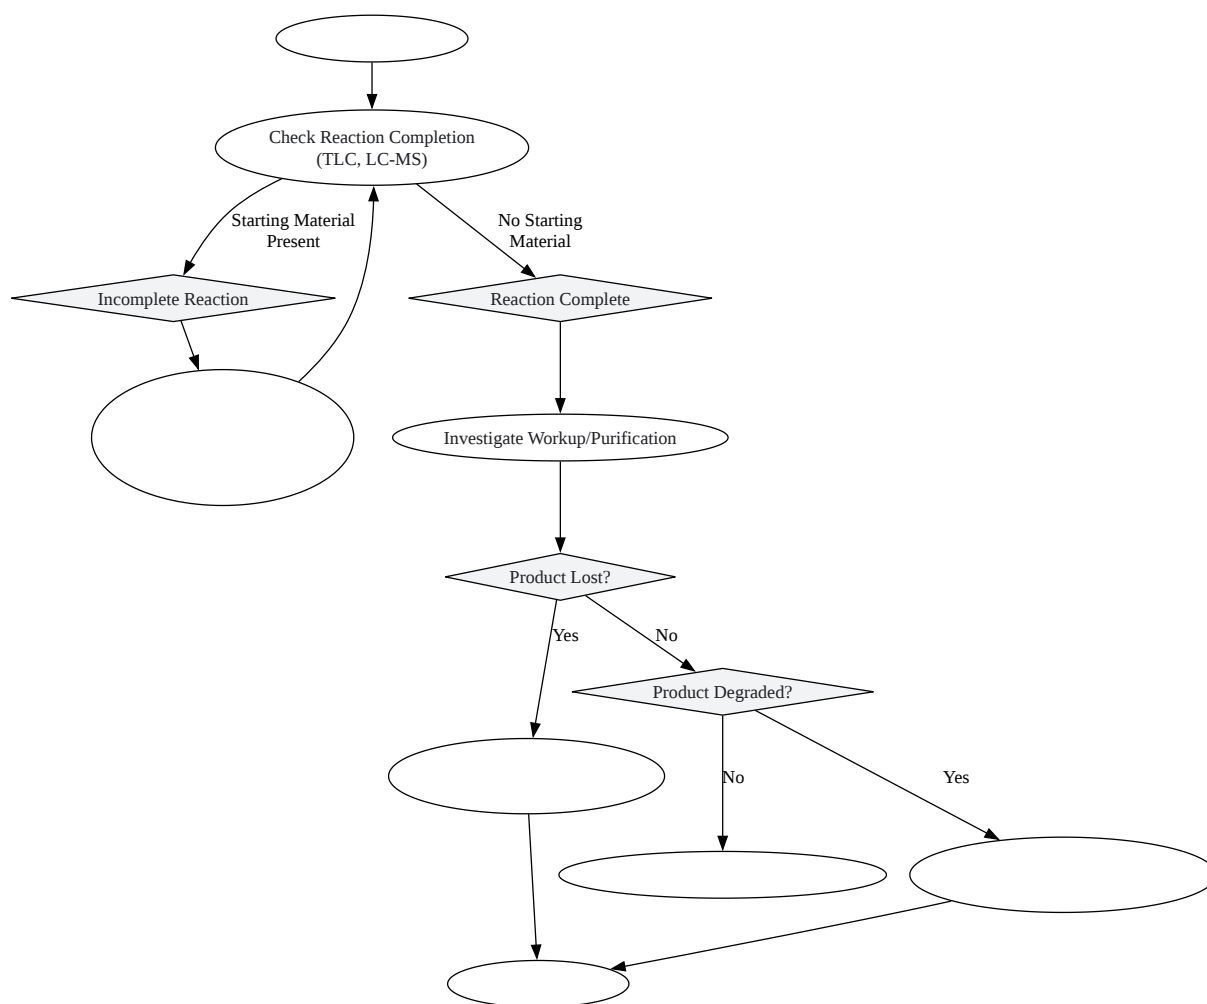 Check Reaction Completion
(TLC, LC-MS)
Starting Material
Present
No Starting
Material
Incomplete Reaction
Reaction Complete
Investigate Workup/Purification
Product Lost?
Yes
No
Product Degraded?
No
Yes